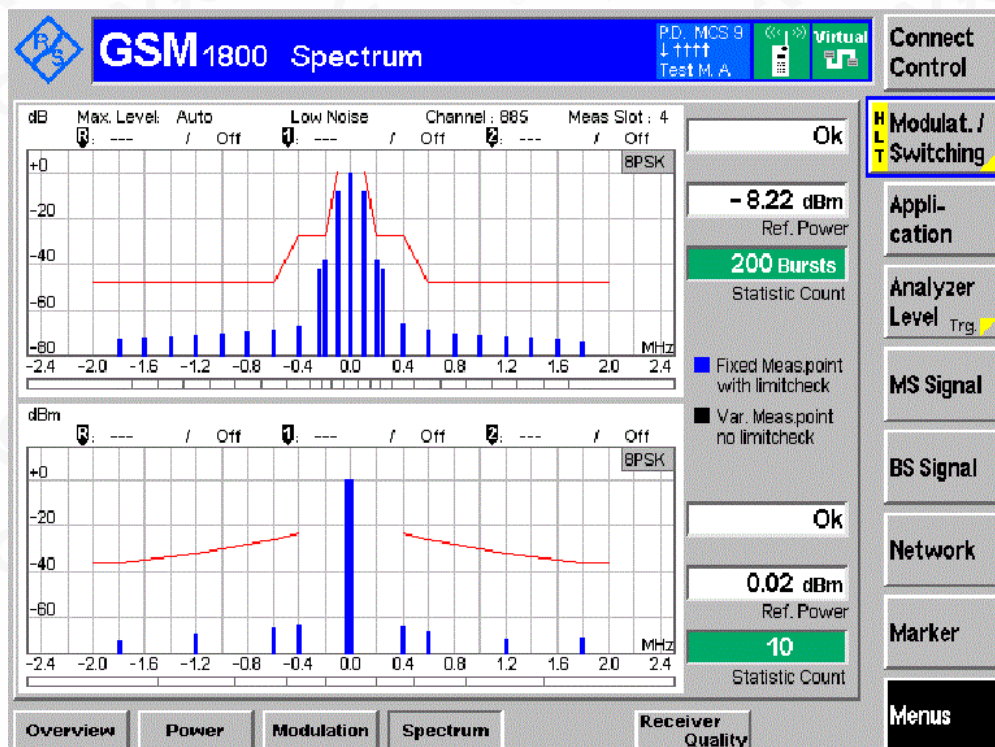 R/S
GSM 1800 Spectrum
P.D. MCS 9
↓ ↑↑↑↑
Test M. A.
Virtual
Connect Control
dB Max. Level: Auto Low Noise Channel : 885 Meas Slot : 4
R: --- / Off 1: --- / Off 2: --- / Off
8PSK
+0
-20
-40
-60
-80
MHz
-2.4 -2.0 -1.6 -1.2 -0.8 -0.4 0.0 0.4 0.8 1.2 1.6 2.0 2.4
Ok
- 8.22 dBm
Ref. Power
200 Bursts
Statistic Count
Fixed Meas.point
with limitcheck
Var. Meas.point
no limitcheck
dBm
R: --- / Off 1: --- / Off 2: --- / Off
8PSK
+0
-20
-40
-60
MHz
-2.4 -2.0 -1.6 -1.2 -0.8 -0.4 0.0 0.4 0.8 1.2 1.6 2.0 2.4
Ok
0.02 dBm
Ref. Power
10
Statistic Count
HLT
Modulat. /
Switching
Appli-
cation
Analyzer
Level Trg.
MS Signal
BS Signal
Network
Marker
Menus
Overview Power Modulation Spectrum Receiver
Quality